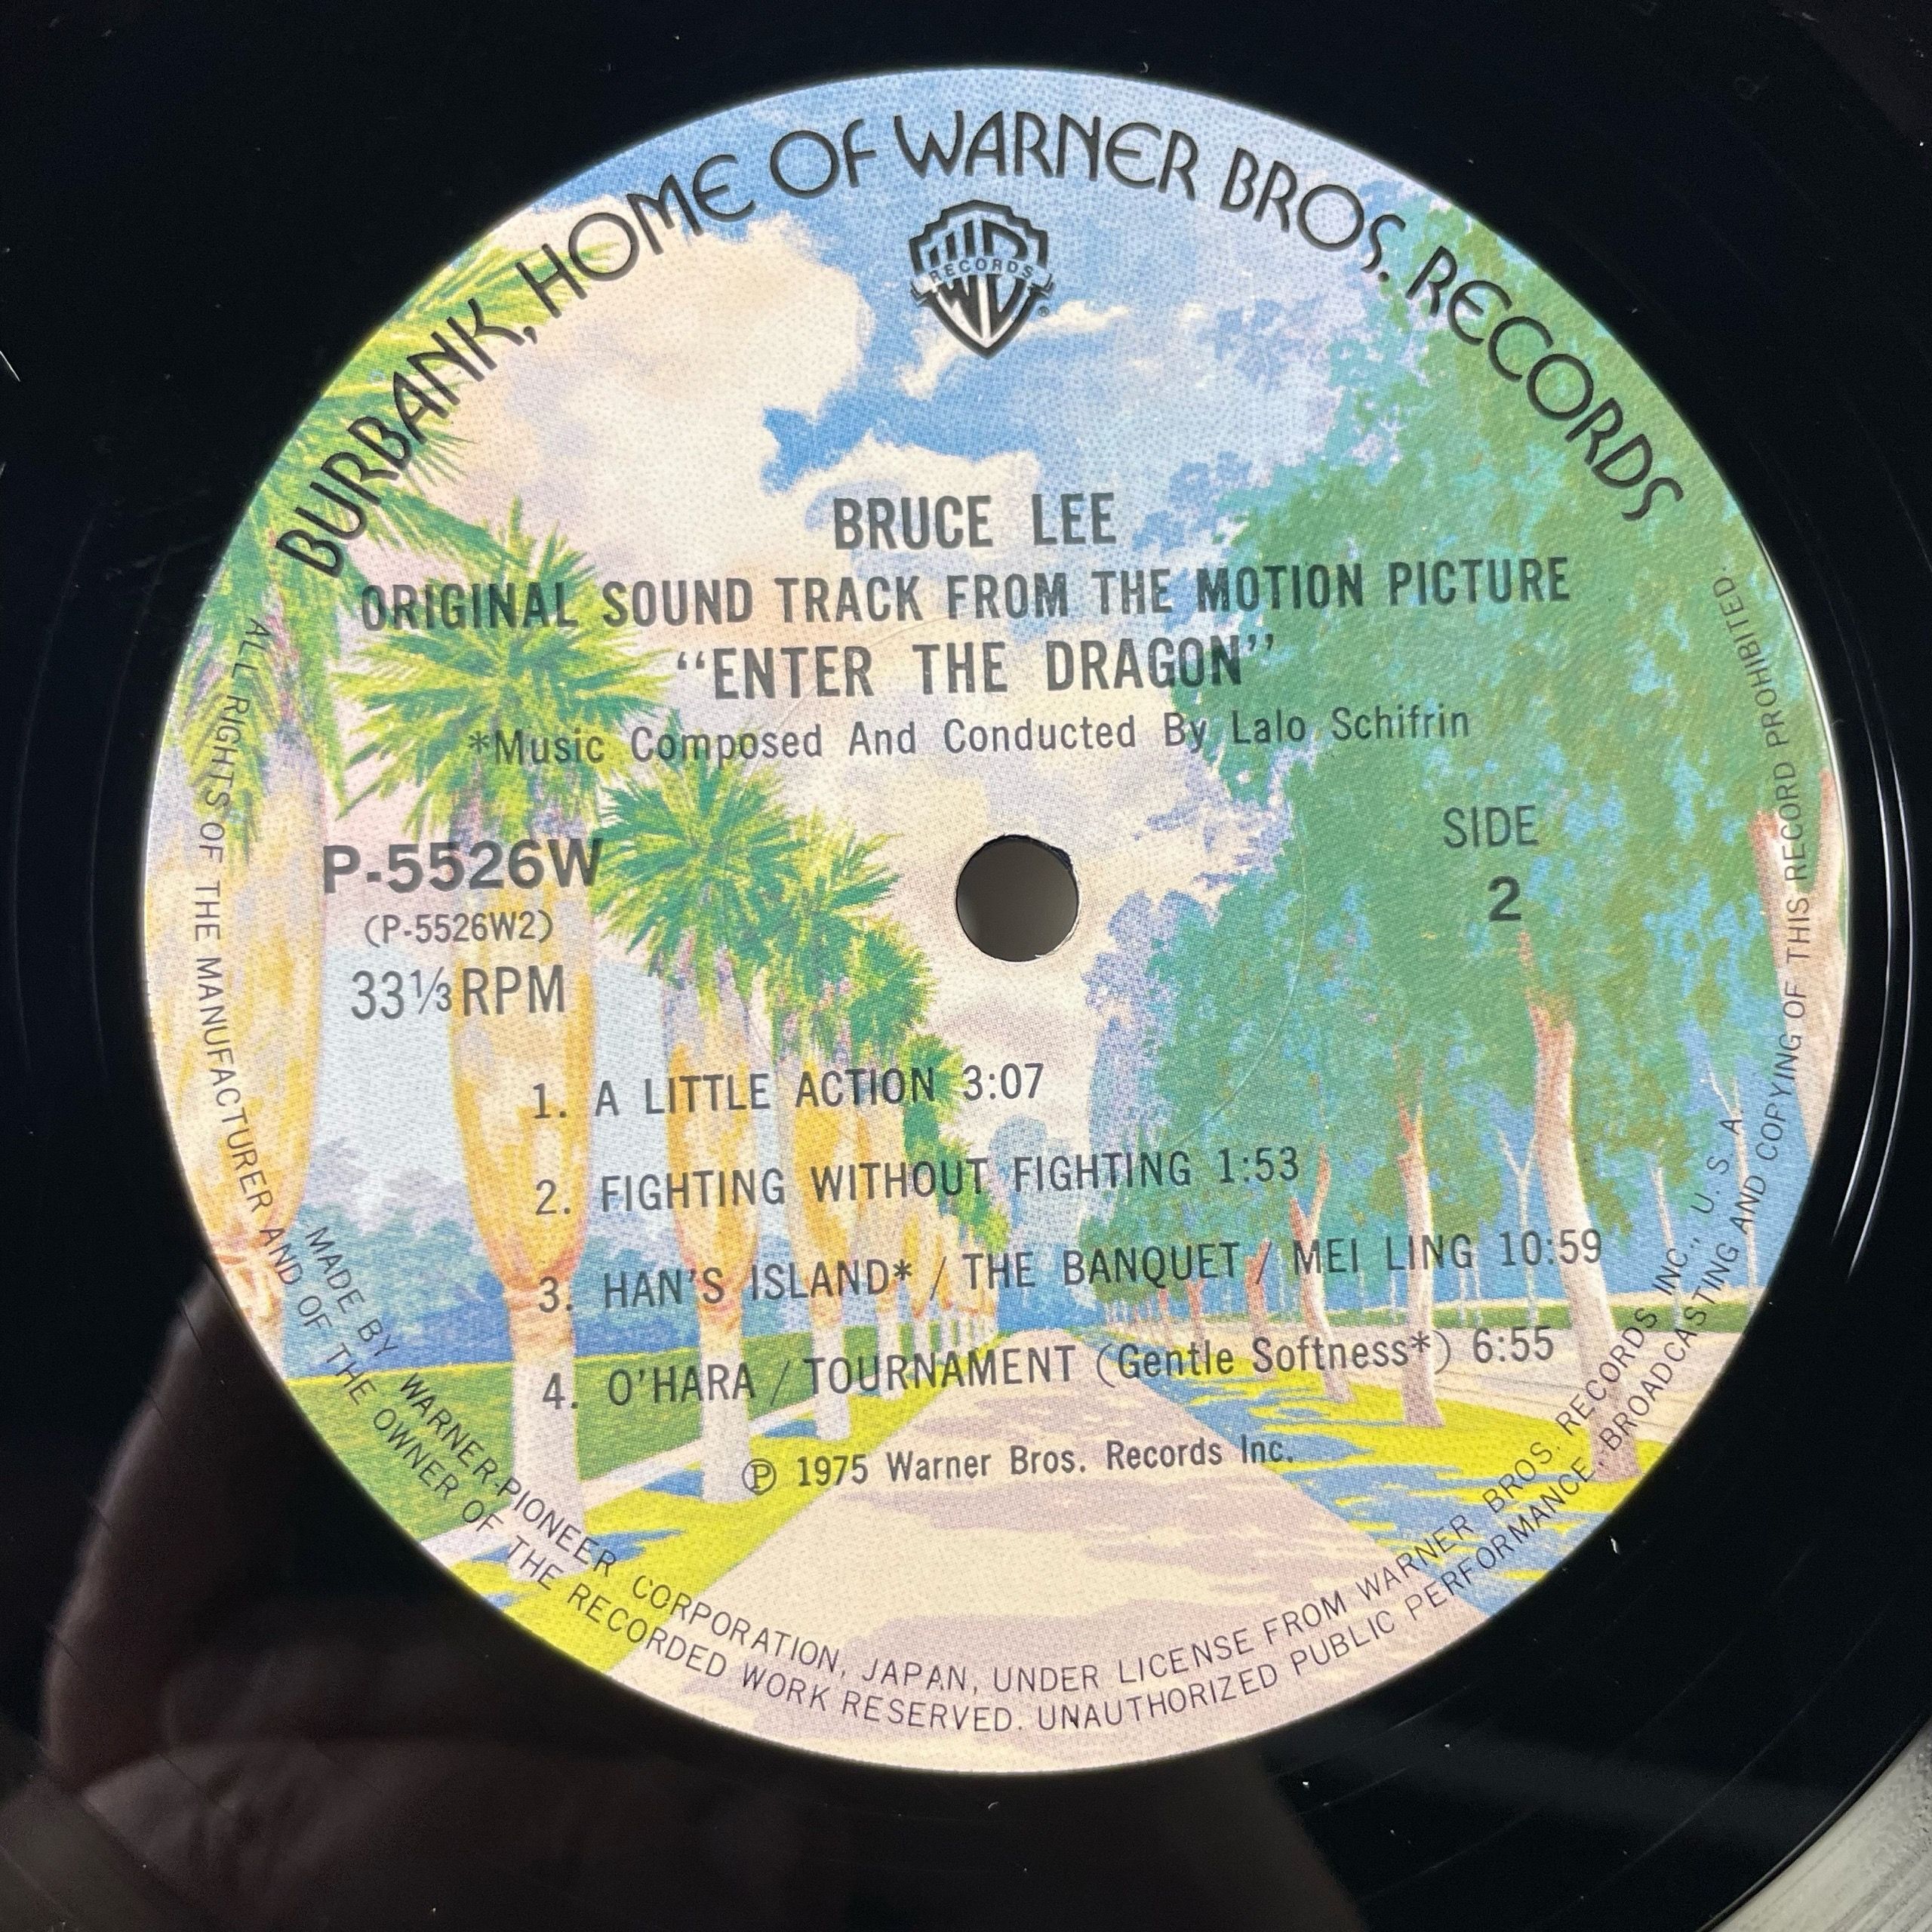 BURBANK, HOME OF WARNER BROS. RECORDS
RECORDS
BRUCE LEE
ORIGINAL SOUND TRACK FROM THE MOTION PICTURE
“ENTER THE DRAGON”
*Music Composed And Conducted By Lalo Schifrin
P-5526W
(P-5526W2)
33⅓ RPM
SIDE
2
1. A LITTLE ACTION 3:07
2. FIGHTING WITHOUT FIGHTING 1:53
3. HAN'S ISLAND* / THE BANQUET / MEI LING 10:59
4. O'HARA / TOURNAMENT (Gentle Softness*) 6:55
Ⓟ 1975 Warner Bros. Records Inc.
MADE BY WARNER-PIONEER CORPORATION, JAPAN, UNDER LICENSE FROM WARNER BROS. RECORDS INC., U. S. A.
ALL RIGHTS OF THE MANUFACTURER AND OF THE OWNER OF THE RECORDED WORK RESERVED. UNAUTHORIZED PUBLIC PERFORMANCE, BROADCASTING AND COPYING OF THIS RECORD PROHIBITED.